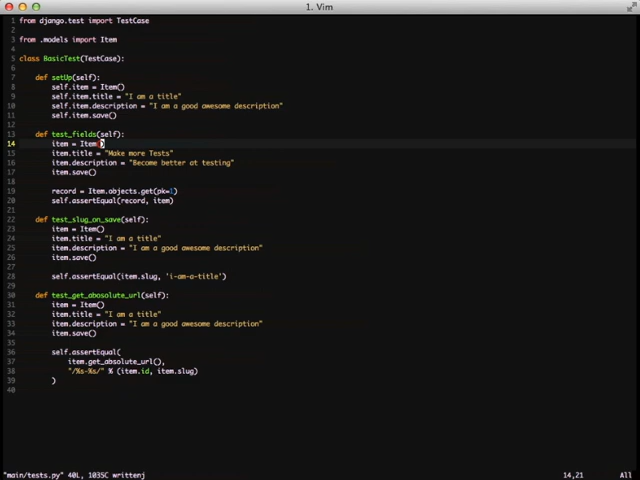 1. Vim
1 from django.test import TestCase
2
3 from .models import Item
4
5 class BasicTest(TestCase):
6
7 def setUp(self):
8 self.item = Item()
9 self.item.title = "I am a title"
10 self.item.description = "I am a good awesome description"
11 self.item.save()
12
13 def test_fields(self):
14 item = Item()
15 item.title = "Make more Tests"
16 item.description = "Become better at testing"
17 item.save()
18
19 record = Item.objects.get(pk=1)
20 self.assertEqual(record, item)
21
22 def test_slug_on_save(self):
23 item = Item()
24 item.title = "I am a title"
25 item.description = "I am a good awesome description"
26 item.save()
27
28 self.assertEqual(item.slug, 'i-am-a-title')
29
30 def test_get_abosolute_url(self):
31 item = Item()
32 item.title = "I am a title"
33 item.description = "I am a good awesome description"
34 item.save()
35
36 self.assertEqual(
37 item.get_absolute_url(),
38 "/%s-%s/" % (item.id, item.slug)
39 )
40
"main/tests.py" 40L, 1035C writtenj 14,21 All